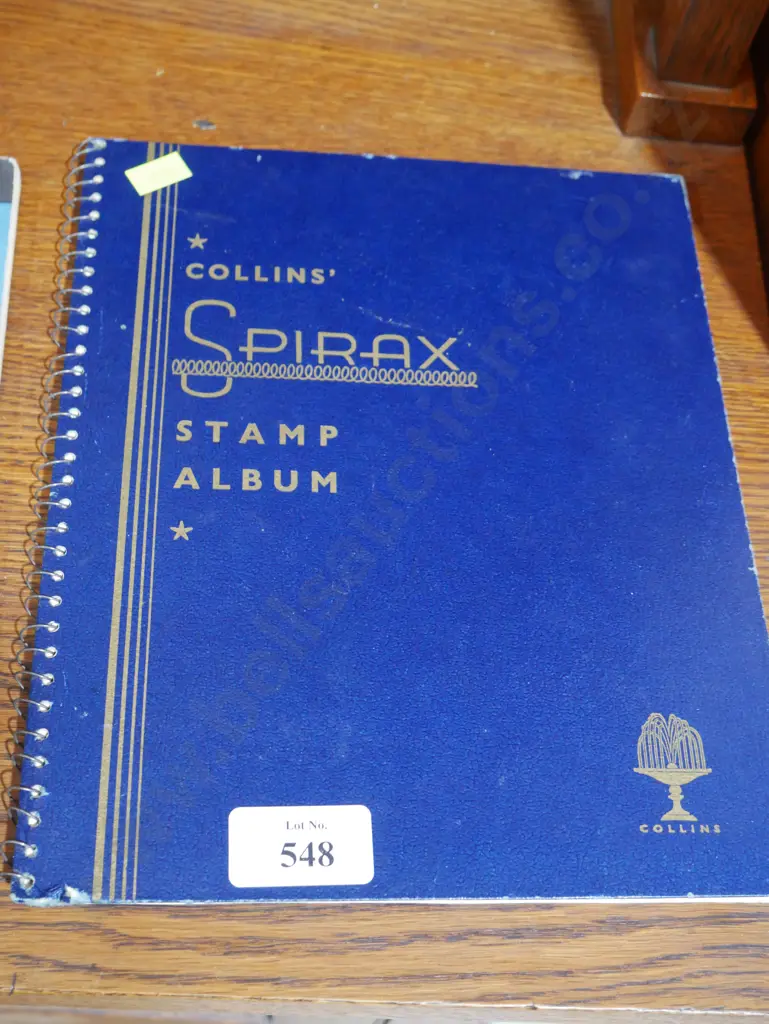 COLLINS'
SPIRAX
STAMP
ALBUM
COLLINS
Lot No.
548